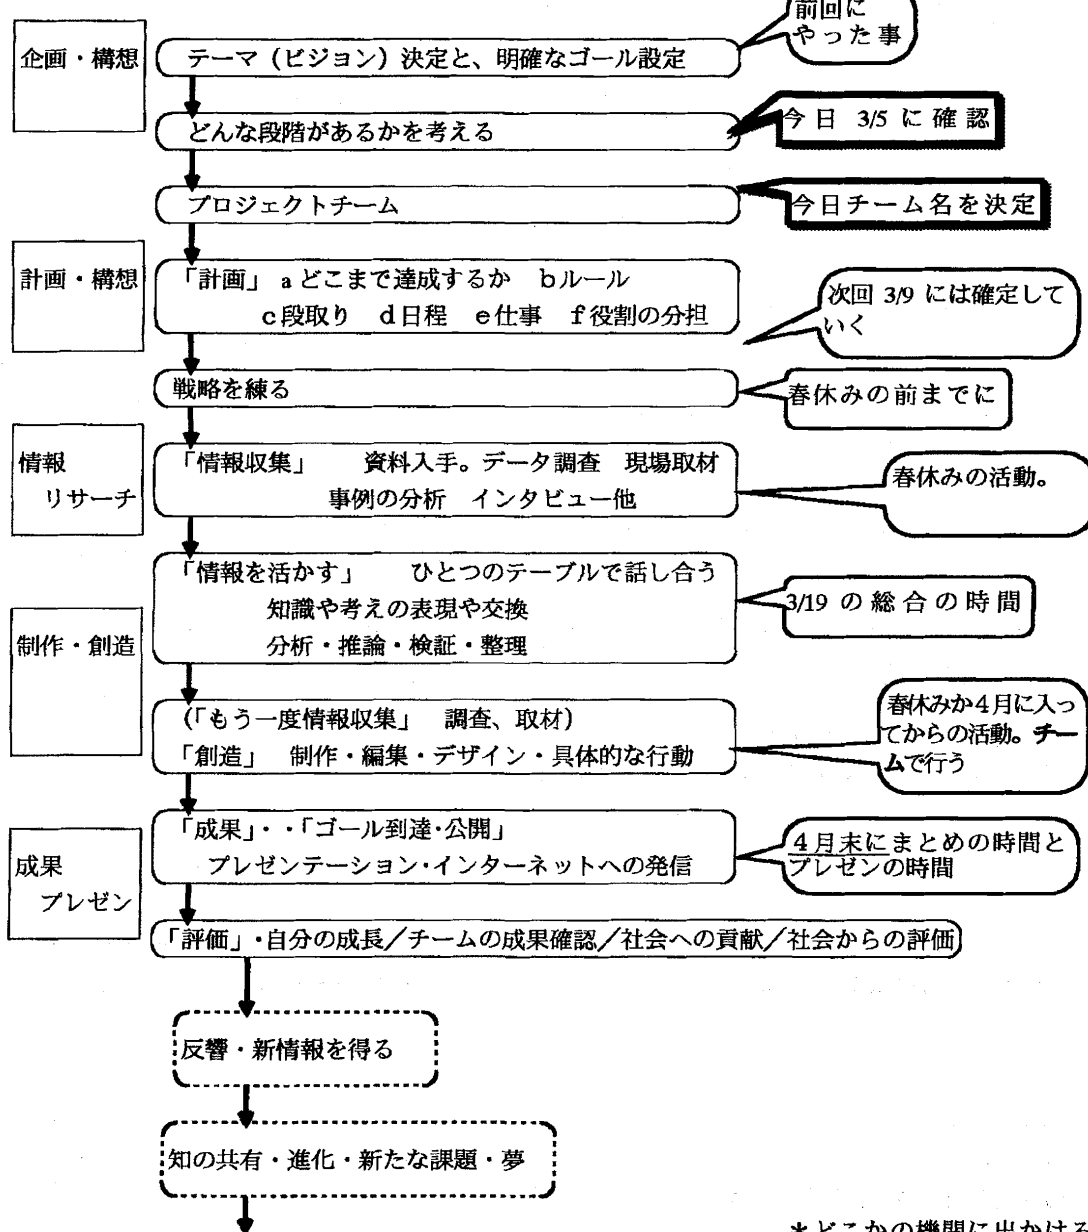 前回に
やった事
企画・構想
テーマ（ビジョン）決定と、明確なゴール設定
どんな段階があるかを考える
今日 3/5 に確認
プロジェクトチーム
今日チーム名を決定
計画・構想
「計画」 aどこまで達成するか bルール
c段取り d日程 e仕事 f役割の分担
次回 3/9 には確定して
いく
戦略を練る
春休みの前までに
情報
リサーチ
「情報収集」 資料入手。データ調査 現場取材
事例の分析 インタビュー他
春休みの活動。
「情報を活かす」 ひとつのテーブルで話し合う
知識や考えの表現や交換
分析・推論・検証・整理
3/19 の総合の時間
制作・創造
（「もう一度情報収集」 調査、取材）
「創造」 制作・編集・デザイン・具体的な行動
春休みか４月に入っ
てからの活動。チー
ムで行う
成果
プレゼン
「成果」・・「ゴール到達・公開」
プレゼンテーション・インターネットへの発信
４月末にまとめの時間と
プレゼンの時間
「評価」・自分の成長／チームの成果確認／社会への貢献／社会からの評価
反響・新情報を得る
知の共有・進化・新たな課題・夢
＊どこかの機関に出かける